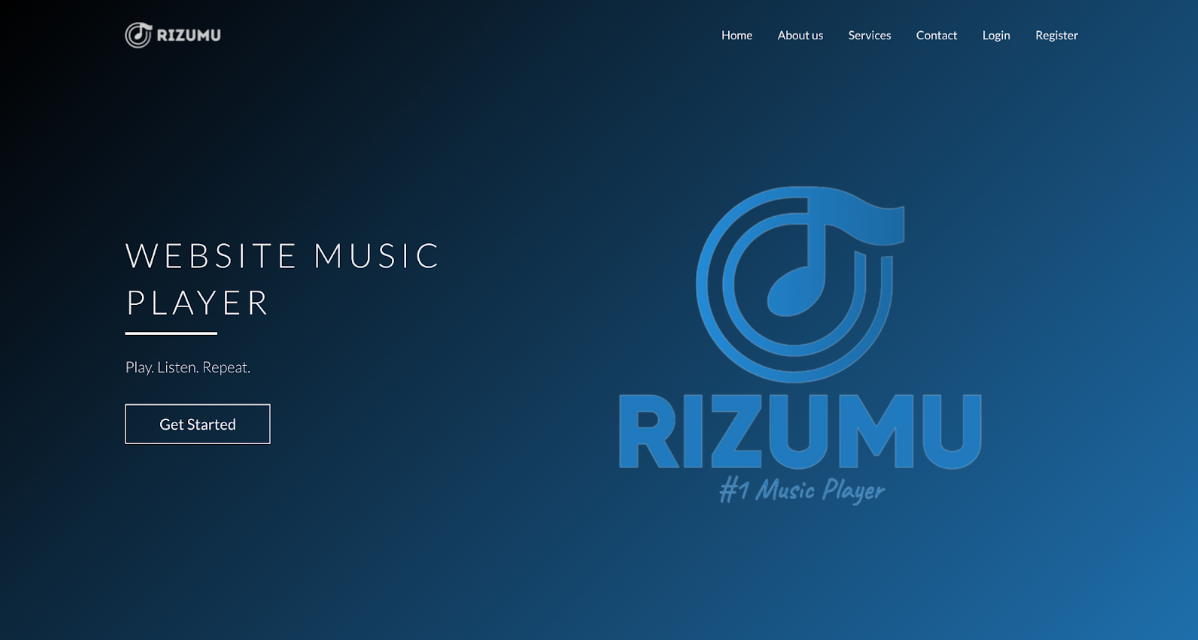 RIZUMU
Home About us Services Contact Login Register
WEBSITE MUSIC
PLAYER
Play. Listen. Repeat.
Get Started
RIZUMU
#1 Music Player